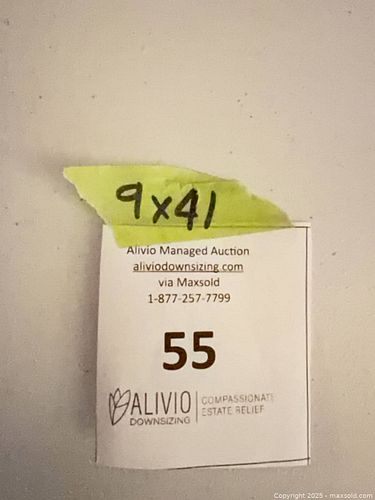 9x41
Alivio Managed Auction
aliviodownsizing.com
via Maxsold
1-877-257-7799
55
ALIVIO
DOWNSIZING
COMPASSIONATE
ESTATE RELIEF
Copyright 2025 - maxsold.com